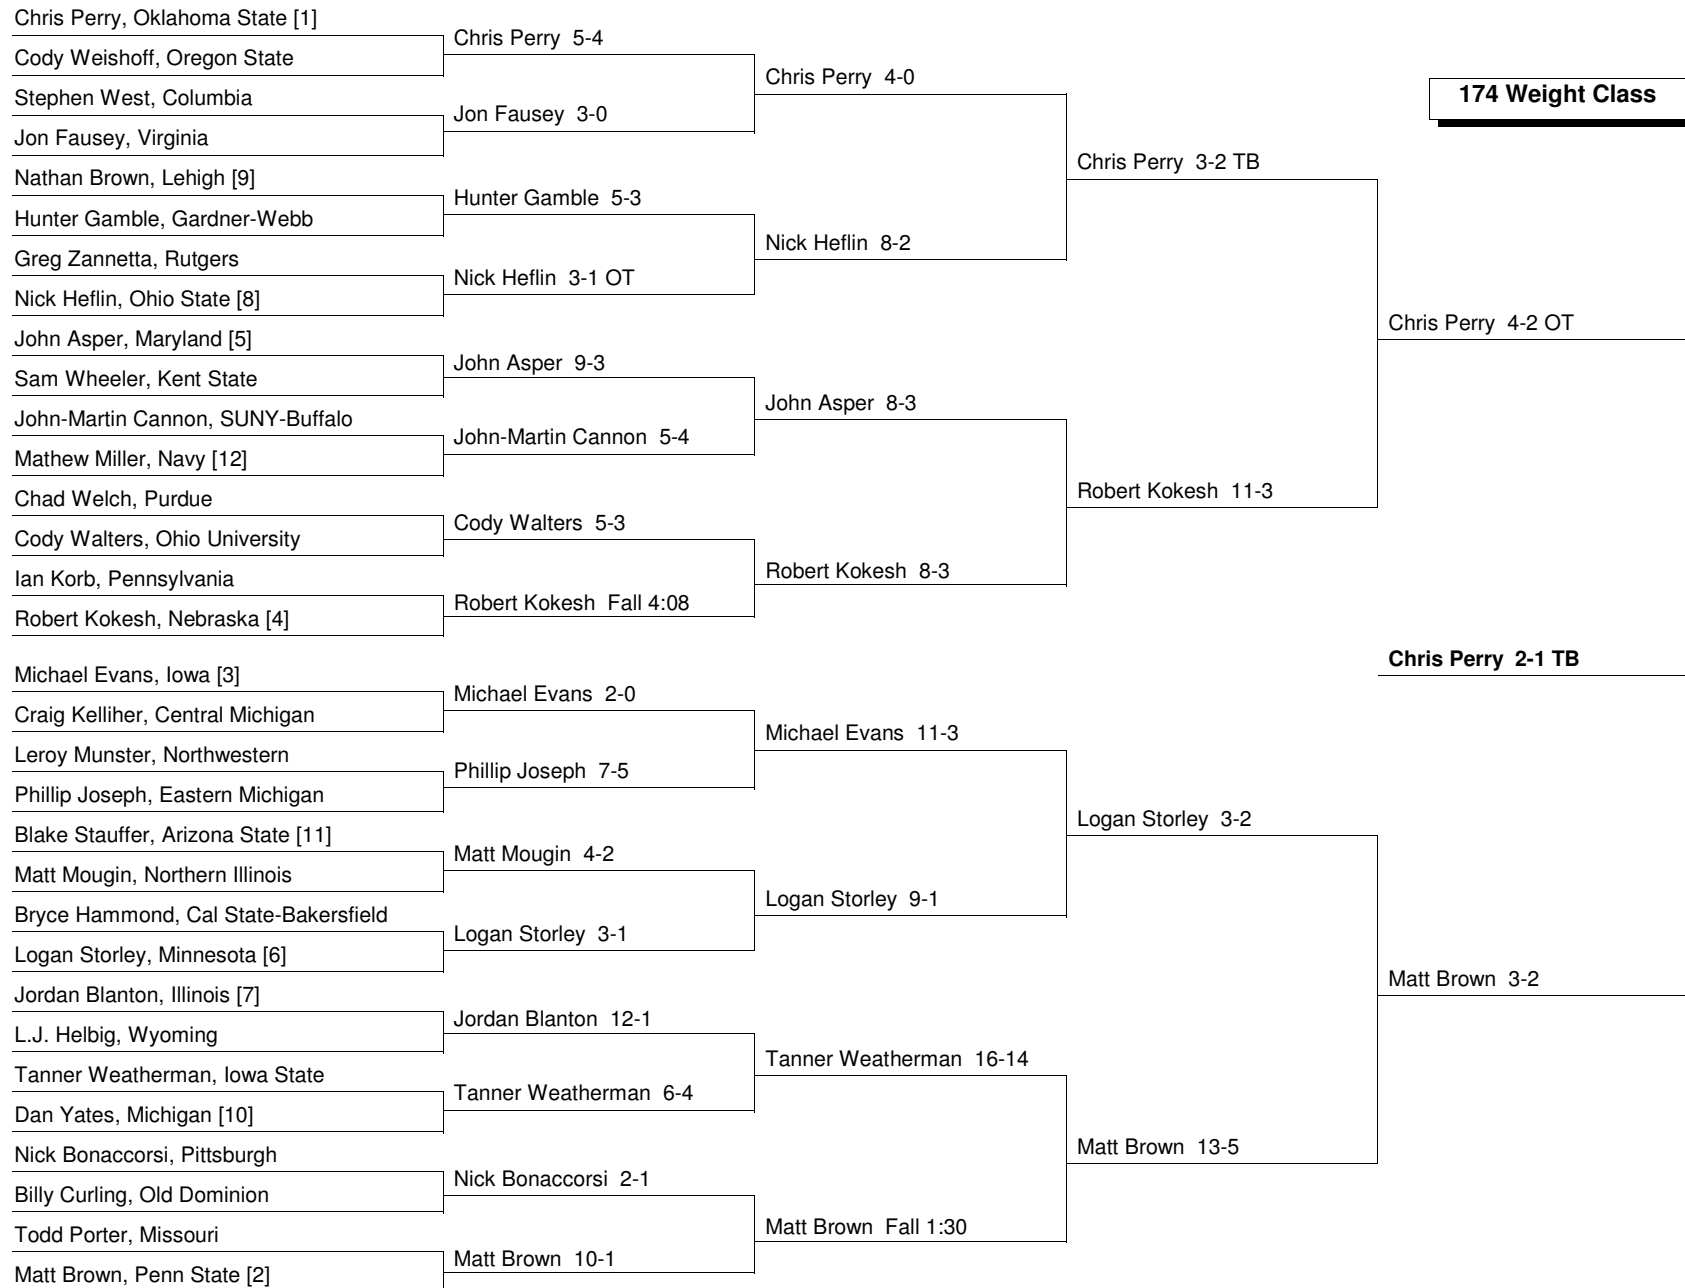 174 Weight Class
Chris Perry, Oklahoma State [1]
Cody Weishoff, Oregon State
Stephen West, Columbia
Jon Fausey, Virginia
Nathan Brown, Lehigh [9]
Hunter Gamble, Gardner-Webb
Greg Zannetta, Rutgers
Nick Heflin, Ohio State [8]
John Asper, Maryland [5]
Sam Wheeler, Kent State
John-Martin Cannon, SUNY-Buffalo
Mathew Miller, Navy [12]
Chad Welch, Purdue
Cody Walters, Ohio University
Ian Korb, Pennsylvania
Robert Kokesh, Nebraska [4]
Michael Evans, Iowa [3]
Craig Kelliher, Central Michigan
Leroy Munster, Northwestern
Phillip Joseph, Eastern Michigan
Blake Stauffer, Arizona State [11]
Matt Mougin, Northern Illinois
Bryce Hammond, Cal State-Bakersfield
Logan Storley, Minnesota [6]
Jordan Blanton, Illinois [7]
L.J. Helbig, Wyoming
Tanner Weatherman, Iowa State
Dan Yates, Michigan [10]
Nick Bonaccorsi, Pittsburgh
Billy Curling, Old Dominion
Todd Porter, Missouri
Matt Brown, Penn State [2]
Chris Perry 5-4
Jon Fausey 3-0
Hunter Gamble 5-3
Nick Heflin 3-1 OT
John Asper 9-3
John-Martin Cannon 5-4
Cody Walters 5-3
Robert Kokesh Fall 4:08
Michael Evans 2-0
Phillip Joseph 7-5
Matt Mougin 4-2
Logan Storley 3-1
Jordan Blanton 12-1
Tanner Weatherman 6-4
Nick Bonaccorsi 2-1
Matt Brown 10-1
Chris Perry 4-0
Nick Heflin 8-2
John Asper 8-3
Robert Kokesh 8-3
Michael Evans 11-3
Logan Storley 9-1
Tanner Weatherman 16-14
Matt Brown Fall 1:30
Chris Perry 3-2 TB
Robert Kokesh 11-3
Logan Storley 3-2
Matt Brown 13-5
Chris Perry 4-2 OT
Matt Brown 3-2
Chris Perry 2-1 TB